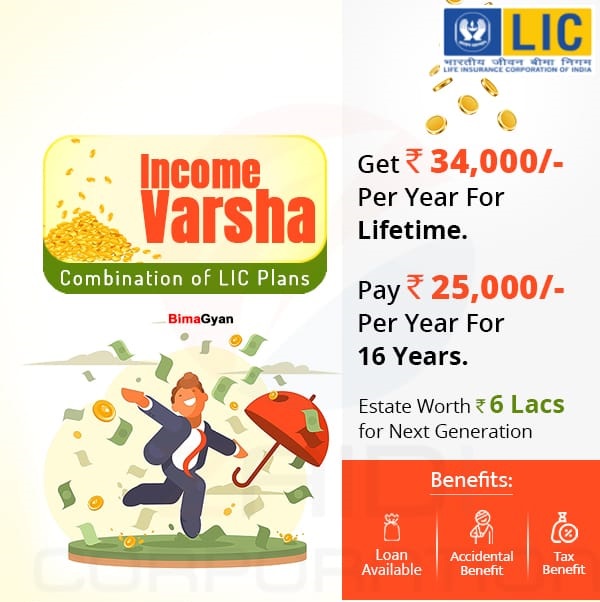 LIC
भारतीय जीवन बीमा निगम
LIFE INSURANCE CORPORATION OF INDIA
Income
Varsha
Combination of LIC Plans
BimaGyan
Get ₹ 34,000/-
Per Year For
Lifetime.
Pay ₹ 25,000/-
Per Year For
16 Years.
Estate Worth ₹ 6 Lacs
for Next Generation
Benefits:
Loan
Available
Accidental
Benefit
Tax
Benefit
CORPORATION